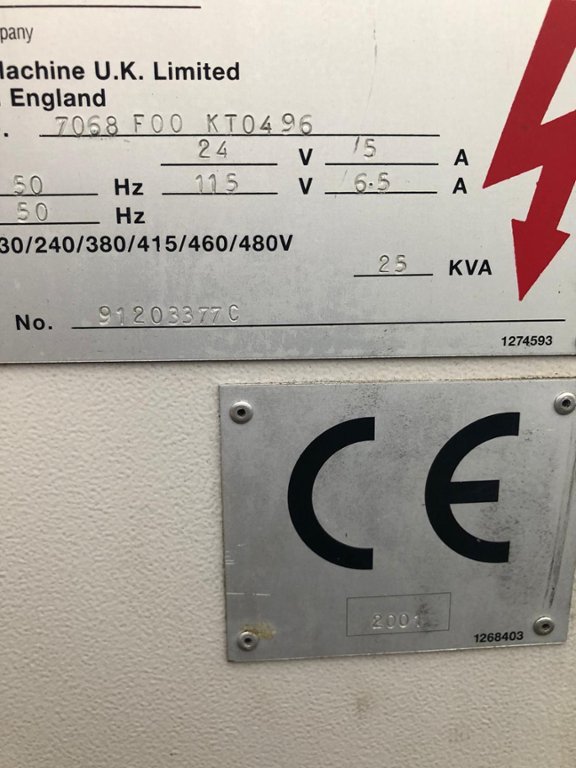 pany
Machine U.K. Limited
. England
. 7068 F00 KT0496
24 V 15 A
50 Hz 115 V 6.5 A
50 Hz
30/240/380/415/460/480V
25 KVA
No. 91203377C
1274593
CE
2001
1268403